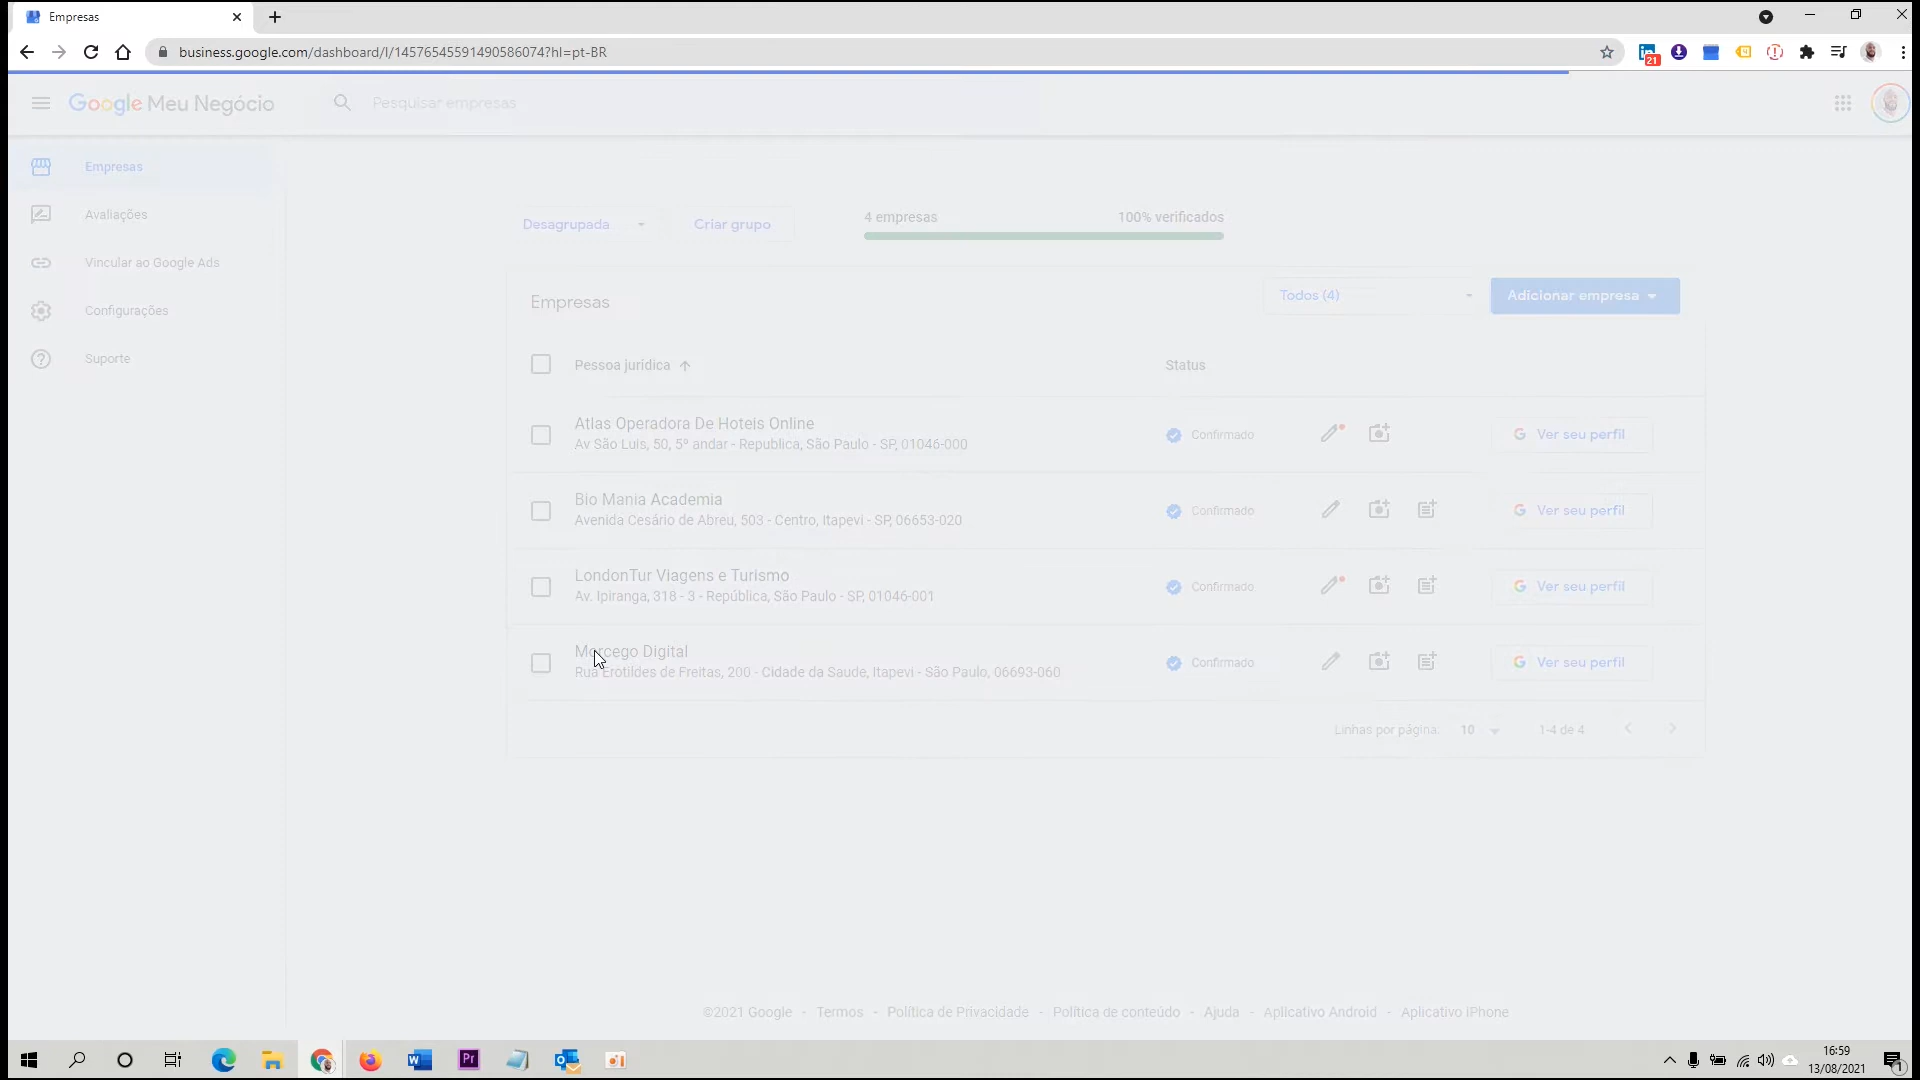 Empresas
business.google.com/dashboard/l/14576545591490586074?hl=pt-BR
21
Google Meu Negócio
Pesquisar empresas
Empresas
Avaliações
Vincular ao Google Ads
Configurações
Suporte
Desagrupada
Criar grupo
4 empresas
100% verificados
Empresas
Todos (4)
Adicionar empresa
Pessoa jurídica
Status
Atlas Operadora De Hoteis Online
Av São Luis, 50, 5º andar - Republica, São Paulo - SP, 01046-000
Confirmado
Ver seu perfil
Bio Mania Academia
Avenida Cesário de Abreu, 503 - Centro, Itapevi - SP, 06653-020
Confirmado
Ver seu perfil
LondonTur Viagens e Turismo
Av. Ipiranga, 318 - 3 - República, São Paulo - SP, 01046-001
Confirmado
Ver seu perfil
Morcego Digital
Rua Erotildes de Freitas, 200 - Cidade da Saude, Itapevi - São Paulo, 06693-060
Confirmado
Ver seu perfil
Linhas por página: 10
1-4 de 4
©2021 Google - Termos - Política de Privacidade - Política de conteúdo - Ajuda - Aplicativo Android - Aplicativo iPhone
Pr
16:59
13/08/2021
1